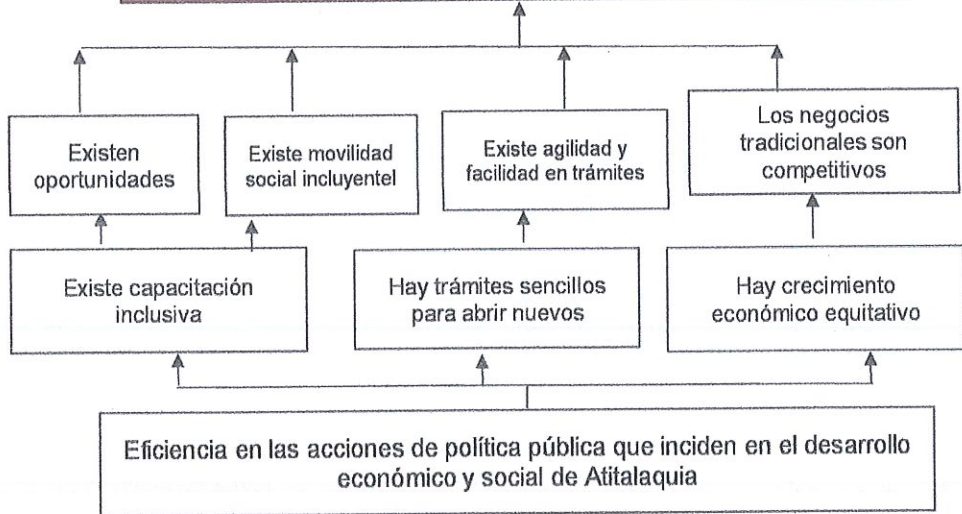 Existen
oportunidades
Existe movilidad
social incluyentel
Existe agilidad y
facilidad en trámites
Los negocios
tradicionales son
competitivos
Existe capacitación
inclusiva
Hay trámites sencillos
para abrir nuevos
Hay crecimiento
económico equitativo
Eficiencia en las acciones de política pública que inciden en el desarrollo
económico y social de Atitalaquia